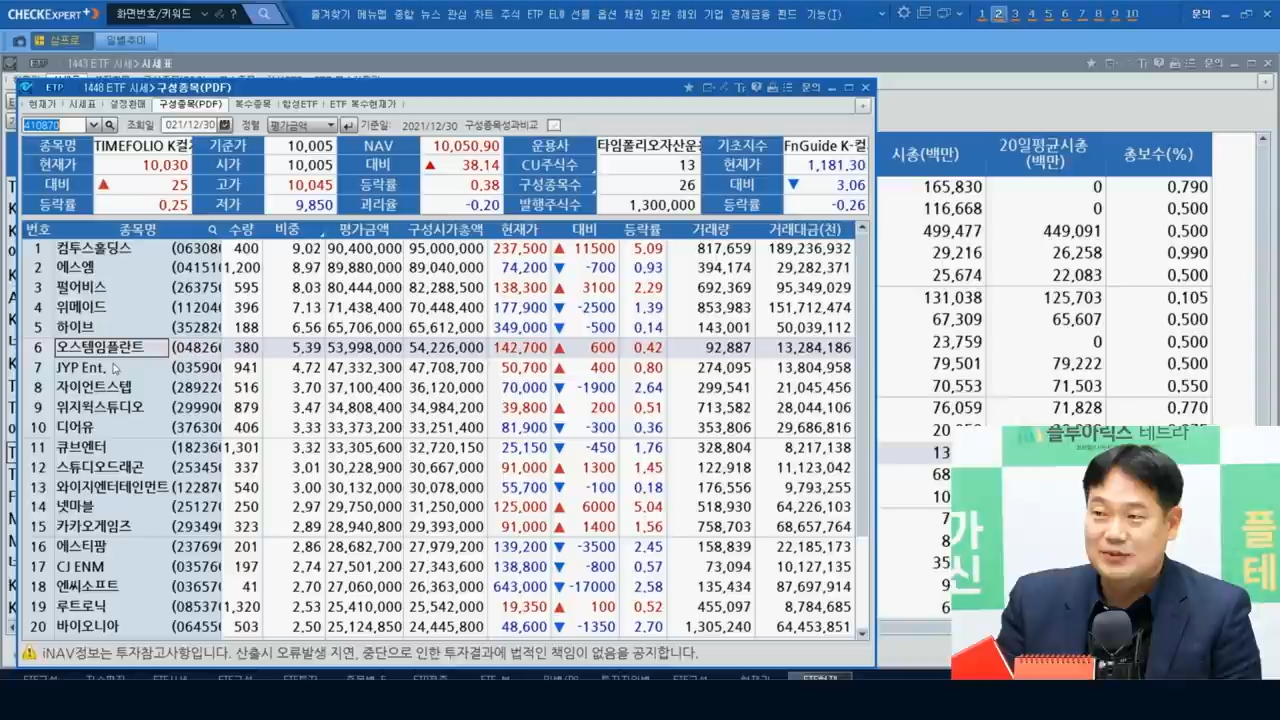 CHECKEXPERT+ 화면번호/키워드 즐겨찾기 메뉴맵 종합 뉴스 관심 차트 주식 ETP ELB 선물 옵션 채권 외환 해외 기업 경제금융 펀드 기능(T) 1 2 3 4 5 6 7 8 9 10 문의
삼프로 일별추이
ETP 1443 ETF 시세>시세표 문의
ETP 1448 ETF 시세>구성종목(PDF) 문의
현재가 시세표 설정환매 구성종목(PDF) 복수종목 합성ETF ETF 복수현재가
410870 조회일 021/12/30 정렬 평가금액 기준일: 2021/12/30 구성종목성과비교
종목명 TIMEFOLIO K컬 기준가 10,005 NAV 10,050.90 운용사 타임폴리오자산운 기초지수 FnGuide K-컬
현재가 10,030 시가 10,005 대비 ▲ 38.14 CU주식수 13 현재가 1,181.30
대비 ▲ 25 고가 10,045 등락률 0.38 구성종목수 26 대비 ▼ 3.06
등락률 0.25 저가 9,850 괴리율 -0.20 발행주식수 1,300,000 등락률 -0.26
번호 종목명 수량 비중 평가금액 구성시가총액 현재가 대비 등락률 거래량 거래대금(천)
1 컴투스홀딩스 (06308 400 9.02 90,400,000 95,000,000 237,500 ▲ 11500 5.09 817,659 189,236,932
2 에스엠 (04151 1,200 8.97 89,880,000 89,040,000 74,200 ▼ -700 0.93 394,174 29,282,371
3 펄어비스 (26375 595 8.03 80,444,000 82,288,500 138,300 ▲ 3100 2.29 692,369 95,349,029
4 위메이드 (11204 396 7.13 71,438,400 70,448,400 177,900 ▼ -2500 1.39 853,983 151,712,474
5 하이브 (35282 188 6.56 65,706,000 65,612,000 349,000 ▼ -500 0.14 143,001 50,039,112
6 오스템임플란트 (04826 380 5.39 53,998,000 54,226,000 142,700 ▲ 600 0.42 92,887 13,284,186
7 JYP Ent. (03590 941 4.72 47,332,300 47,708,700 50,700 ▲ 400 0.80 274,095 13,804,958
8 자이언트스텝 (28922 516 3.70 37,100,400 36,120,000 70,000 ▼ -1900 2.64 299,541 21,045,456
9 위지윅스튜디오 (29990 879 3.47 34,808,400 34,984,200 39,800 ▲ 200 0.51 713,582 28,044,106
10 디어유 (37630 406 3.33 33,373,200 33,251,400 81,900 ▼ -300 0.36 353,806 29,686,816
11 큐브엔터 (18236 1,301 3.32 33,305,600 32,720,150 25,150 ▼ -450 1.76 328,804 8,217,138
12 스튜디오드래곤 (25345 337 3.01 30,228,900 30,667,000 91,000 ▲ 1300 1.45 122,918 11,123,042
13 와이지엔터테인먼트 (12287 540 3.00 30,132,000 30,078,000 55,700 ▼ -100 0.18 176,556 9,793,255
14 넷마블 (25127 250 2.97 29,750,000 31,250,000 125,000 ▲ 6000 5.04 518,930 64,226,103
15 카카오게임즈 (29349 323 2.89 28,940,800 29,393,000 91,000 ▲ 1400 1.56 758,703 68,657,764
16 에스티팜 (23769 201 2.86 28,682,700 27,979,200 139,200 ▼ -3500 2.45 158,839 22,185,173
17 CJ ENM (03576 197 2.74 27,501,200 27,343,600 138,800 ▼ -800 0.57 73,094 10,127,135
18 엔씨소프트 (03657 41 2.70 27,060,000 26,363,000 643,000 ▼ -17000 2.58 135,434 87,697,914
19 루트로닉 (08537 1,320 2.53 25,410,000 25,542,000 19,350 ▲ 100 0.52 455,097 8,784,685
20 바이오니아 (06455 503 2.50 25,124,850 24,445,800 48,600 ▼ -1350 2.70 1,305,240 64,453,851
iNAV정보는 투자참고사항입니다. 산출시 오류발생 지연, 중단으로 인한 투자결과에 법적인 책임이 없음을 공지합니다.
시총(백만) 20일평균시총(백만) 총보수(%)
165,830 0 0.790
116,668 0 0.500
499,477 449,091 0.500
29,216 26,258 0.990
25,674 22,083 0.500
131,038 125,703 0.105
67,309 65,607 0.500
23,759 0 0.500
79,501 79,222 0.500
70,553 71,503 0.550
76,059 71,828 0.770
플루아릭스 테트라
가
신
플
테